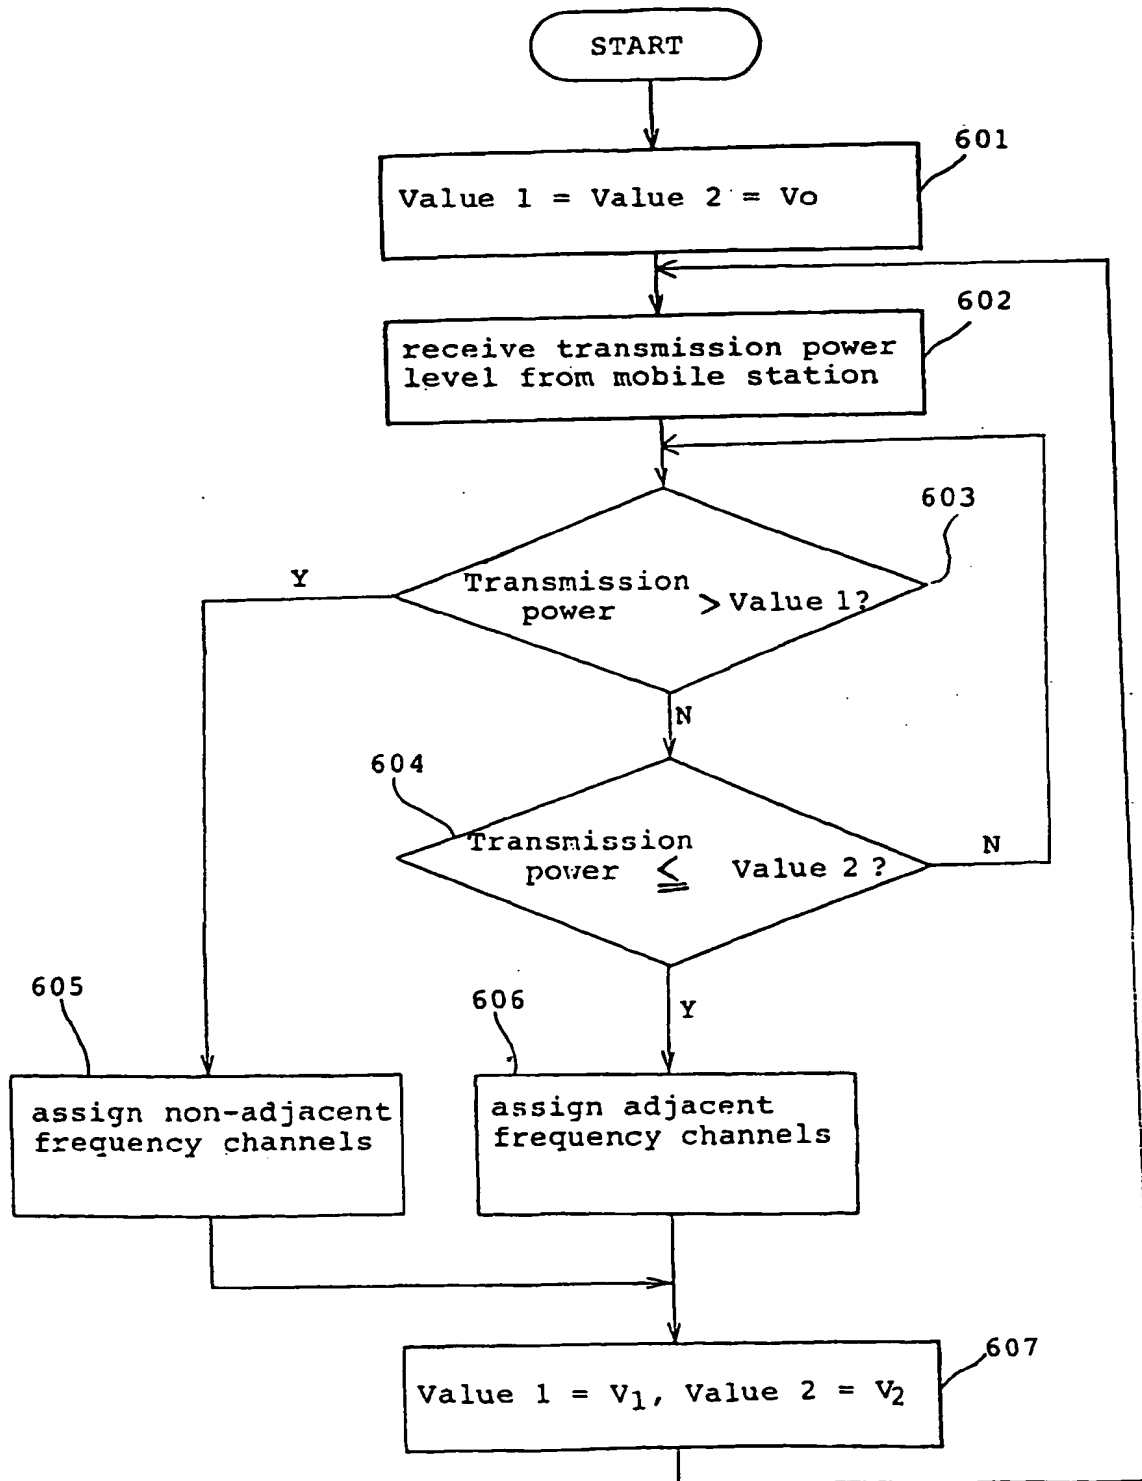 START
601
Value 1 = Value 2 = Vo
602
receive transmission power
level from mobile station
603
Transmission
power > Value 1?
Y
N
604
Transmission
power ≦ Value 2 ?
N
Y
605
606
assign non-adjacent
frequency channels
assign adjacent
frequency channels
607
Value 1 = V1, Value 2 = V2